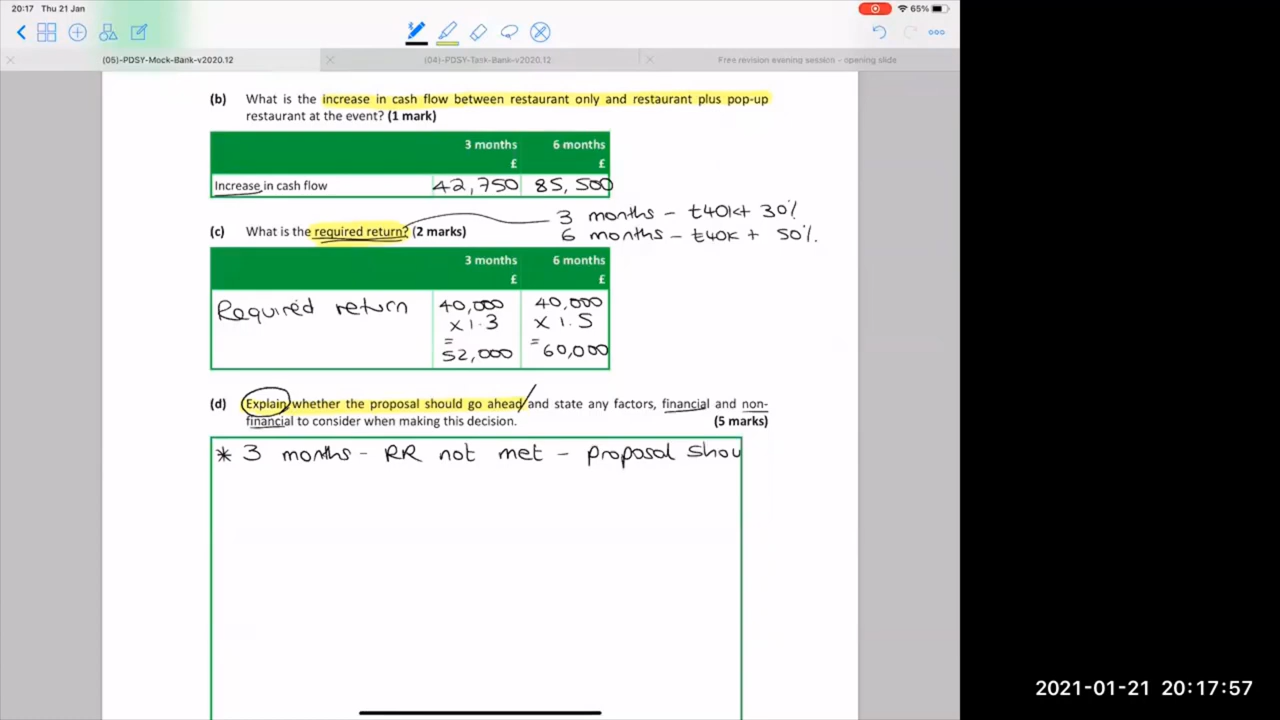 20:17 Thu 21 Jan
65%
(05)-PDSY-Mock-Bank-v2020.12
(04)-PDSY-Task-Bank-v2020.12
Free revision evening session - opening slide
(b) What is the increase in cash flow between restaurant only and restaurant plus pop-up
restaurant at the event? (1 mark)
3 months 6 months
£ £
Increase in cash flow 42,750 85,500
3 months - £40k + 30%
(c) What is the required return? (2 marks)
6 months - £40k + 50%.
3 months 6 months
£ £
Required return 40,000 40,000
x 1.3 x 1.5
= =
52,000 60,000
(d) Explain whether the proposal should go ahead and state any factors, financial and non-
financial to consider when making this decision. (5 marks)
* 3 months - RR not met - proposal shou
2021-01-21 20:17:57